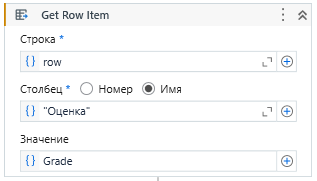 Get Row Item
Строка *
{} row
Столбец * Номер Имя
{} "Оценка"
Значение
{} Grade